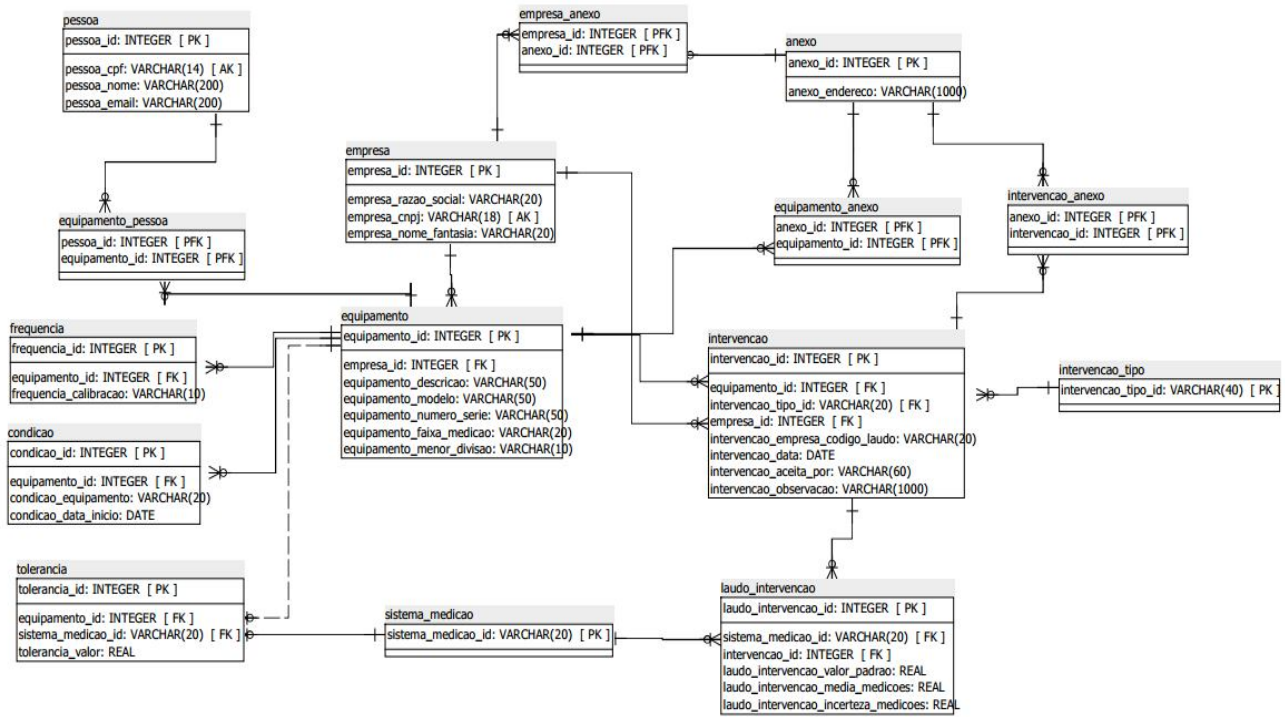 pessoa
pessoa_id: INTEGER [ PK ]
pessoa_cpf: VARCHAR(14) [ AK ]
pessoa_nome: VARCHAR(200)
pessoa_email: VARCHAR(200)
empresa_anexo
empresa_id: INTEGER [ PFK ]
anexo_id: INTEGER [ PFK ]
anexo
anexo_id: INTEGER [ PK ]
anexo_endereco: VARCHAR(1000)
empresa
empresa_id: INTEGER [ PK ]
empresa_razao_social: VARCHAR(20)
empresa_cnpj: VARCHAR(18) [ AK ]
empresa_nome_fantasia: VARCHAR(20)
equipamento_pessoa
pessoa_id: INTEGER [ PFK ]
equipamento_id: INTEGER [ PFK ]
equipamento_anexo
anexo_id: INTEGER [ PFK ]
equipamento_id: INTEGER [ PFK ]
intervencao_anexo
anexo_id: INTEGER [ PFK ]
intervencao_id: INTEGER [ PFK ]
frequencia
frequencia_id: INTEGER [ PK ]
equipamento_id: INTEGER [ FK ]
frequencia_calibracao: VARCHAR(10)
equipamento
equipamento_id: INTEGER [ PK ]
empresa_id: INTEGER [ FK ]
equipamento_descricao: VARCHAR(50)
equipamento_modelo: VARCHAR(50)
equipamento_numero_serie: VARCHAR(50)
equipamento_faixa_medicao: VARCHAR(20)
equipamento_menor_divisao: VARCHAR(10)
intervencao
intervencao_id: INTEGER [ PK ]
equipamento_id: INTEGER [ FK ]
intervencao_tipo_id: VARCHAR(20) [ FK ]
empresa_id: INTEGER [ FK ]
intervencao_empresa_codigo_laudo: VARCHAR(20)
intervencao_data: DATE
intervencao_aceita_por: VARCHAR(60)
intervencao_observacao: VARCHAR(1000)
intervencao_tipo
intervencao_tipo_id: VARCHAR(40) [ PK ]
condicao
condicao_id: INTEGER [ PK ]
equipamento_id: INTEGER [ FK ]
condicao_equipamento: VARCHAR(20)
condicao_data_inicio: DATE
tolerancia
tolerancia_id: INTEGER [ PK ]
equipamento_id: INTEGER [ FK ]
sistema_medicao_id: VARCHAR(20) [ FK ]
tolerancia_valor: REAL
sistema_medicao
sistema_medicao_id: VARCHAR(20) [ PK ]
laudo_intervencao
laudo_intervencao_id: INTEGER [ PK ]
sistema_medicao_id: VARCHAR(20) [ FK ]
intervencao_id: INTEGER [ FK ]
laudo_intervencao_valor_padrao: REAL
laudo_intervencao_media_medicoes: REAL
laudo_intervencao_incerteza_medicoes: REAL